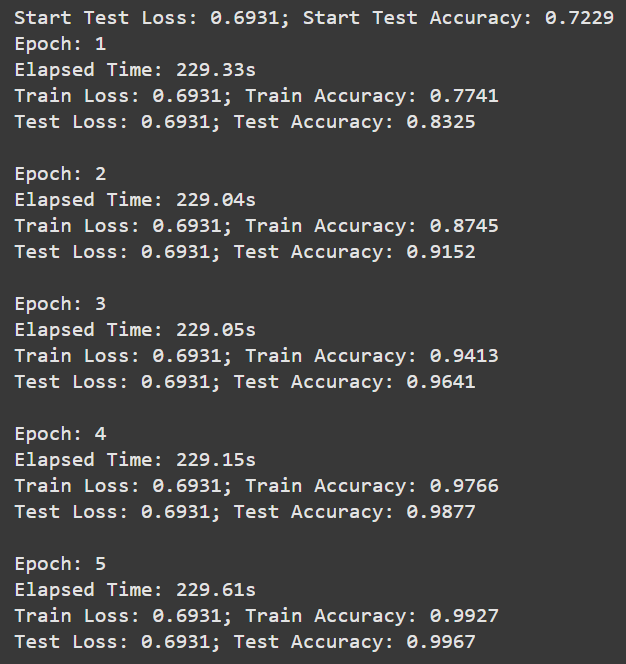 Start Test Loss: 0.6931; Start Test Accuracy: 0.7229
Epoch: 1
Elapsed Time: 229.33s
Train Loss: 0.6931; Train Accuracy: 0.7741
Test Loss: 0.6931; Test Accuracy: 0.8325
Epoch: 2
Elapsed Time: 229.04s
Train Loss: 0.6931; Train Accuracy: 0.8745
Test Loss: 0.6931; Test Accuracy: 0.9152
Epoch: 3
Elapsed Time: 229.05s
Train Loss: 0.6931; Train Accuracy: 0.9413
Test Loss: 0.6931; Test Accuracy: 0.9641
Epoch: 4
Elapsed Time: 229.15s
Train Loss: 0.6931; Train Accuracy: 0.9766
Test Loss: 0.6931; Test Accuracy: 0.9877
Epoch: 5
Elapsed Time: 229.61s
Train Loss: 0.6931; Train Accuracy: 0.9927
Test Loss: 0.6931; Test Accuracy: 0.9967